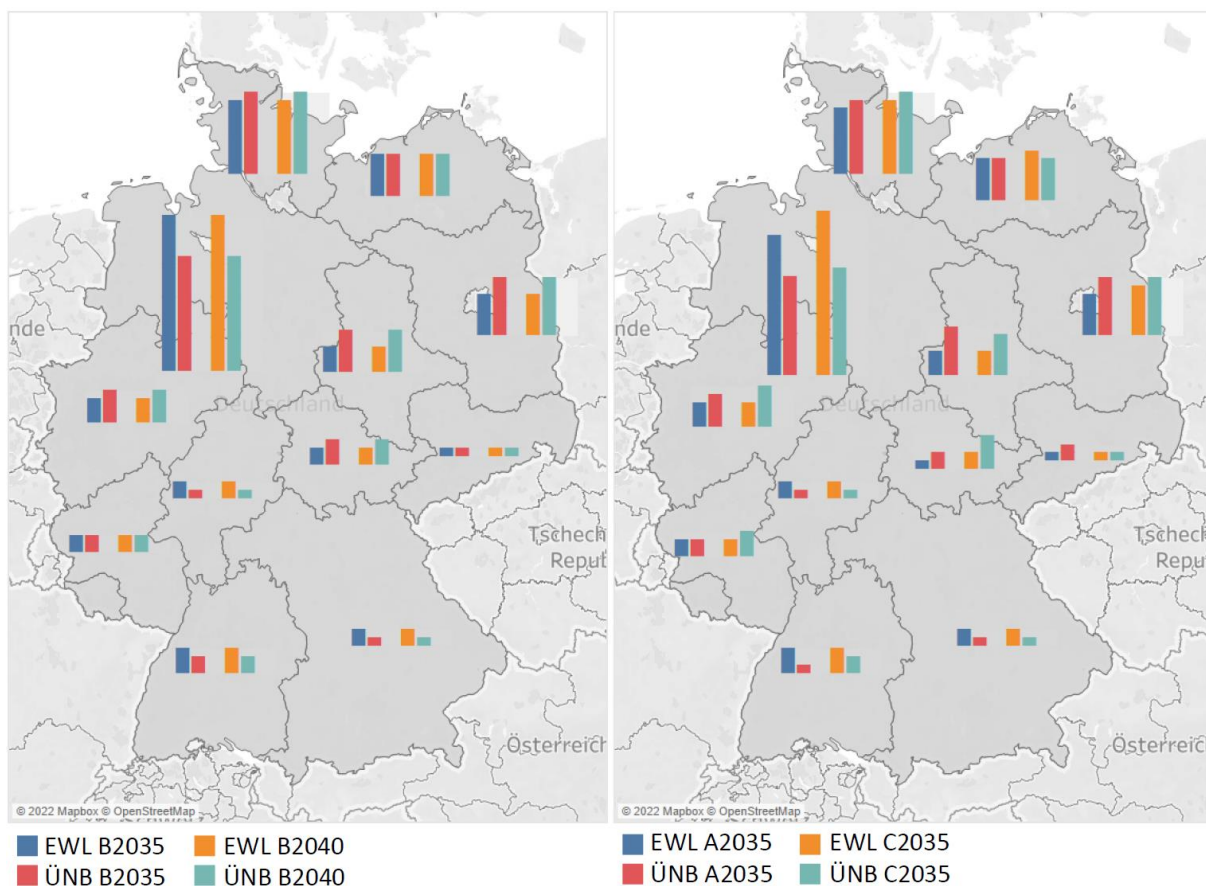 Deutschland
Deutschland
nde
nde
Tschech
Repub
Tschech
Repub
Österreich
Österreich
© 2022 Mapbox © OpenStreetMap
© 2022 Mapbox © OpenStreetMap
EWL B2035
EWL B2040
ÜNB B2035
ÜNB B2040
EWL A2035
EWL C2035
ÜNB A2035
ÜNB C2035